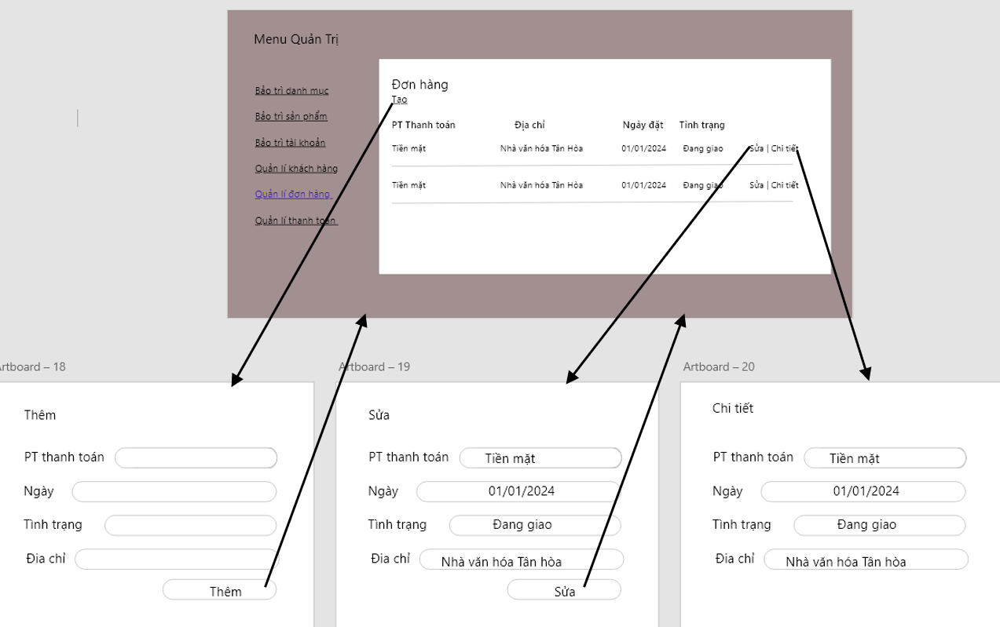 Menu Quản Trị
Bảo trì danh mục
Bảo trì sản phẩm
Bảo trì tài khoản
Quản lí khách hàng
Quản lí đơn hàng
Quản lí thanh toán
Đơn hàng
Tạo
PT Thanh toán Địa chỉ Ngày đặt Tình trạng
Tiền mặt Nhà văn hóa Tân Hòa 01/01/2024 Đang giao Sửa | Chi tiết
Tiền mặt Nhà văn hóa Tân Hòa 01/01/2024 Đang giao Sửa | Chi tiết
Artboard – 18
Thêm
PT thanh toán
Ngày
Tình trạng
Đia chỉ
Thêm
Artboard – 19
Sửa
PT thanh toán Tiền mặt
Ngày 01/01/2024
Tình trạng Đang giao
Đia chỉ Nhà văn hóa Tân hòa
Sửa
Artboard – 20
Chi tiết
PT thanh toán Tiền mặt
Ngày 01/01/2024
Tình trạng Đang giao
Đia chỉ Nhà văn hóa Tân hòa